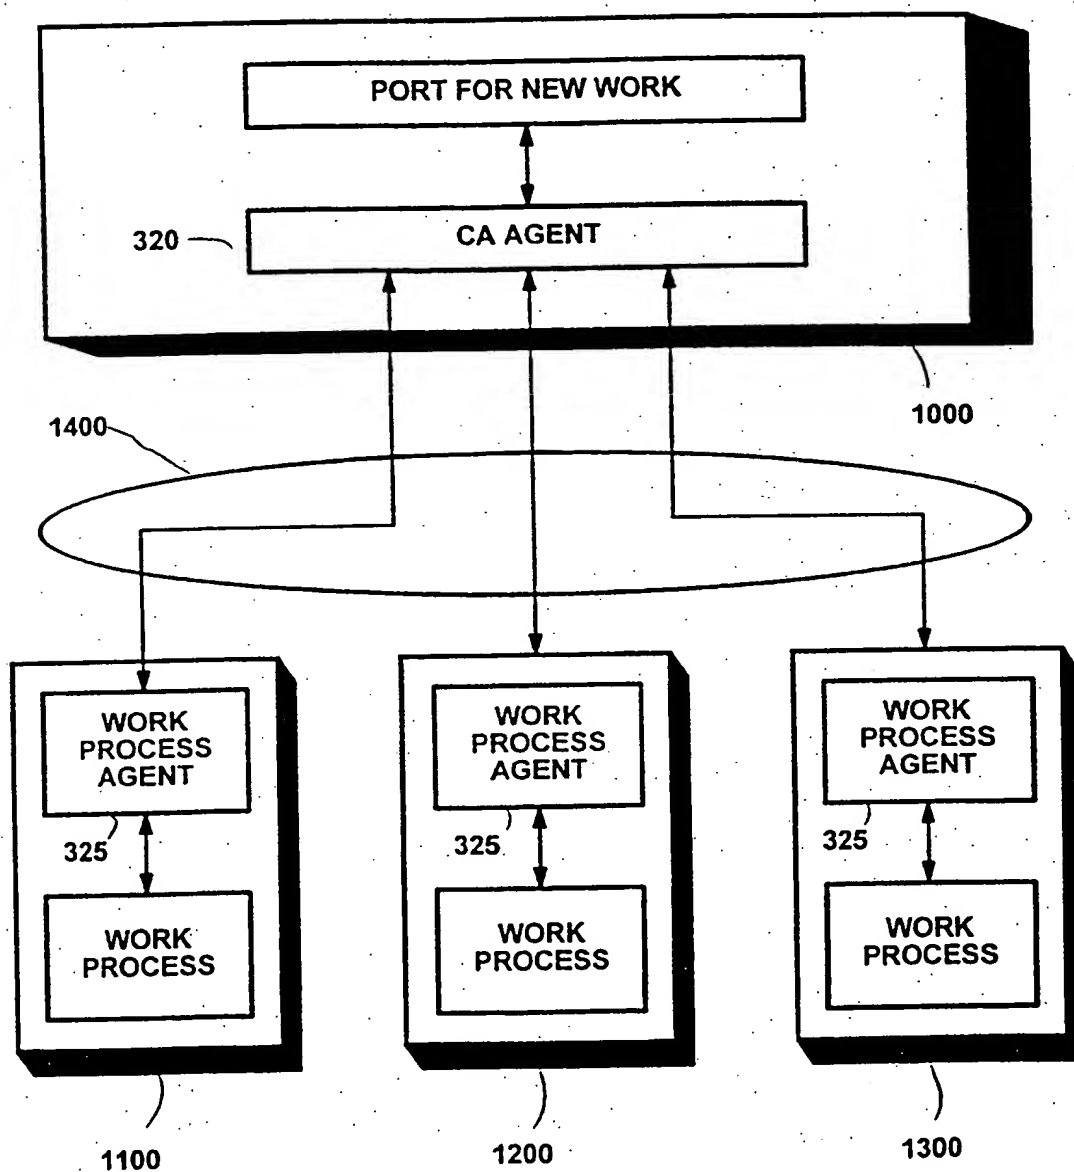 PORT FOR NEW WORK
320
CA AGENT
1000
1400
WORK
PROCESS
AGENT
325
WORK
PROCESS
1100
WORK
PROCESS
AGENT
325
WORK
PROCESS
1200
WORK
PROCESS
AGENT
325
WORK
PROCESS
1300